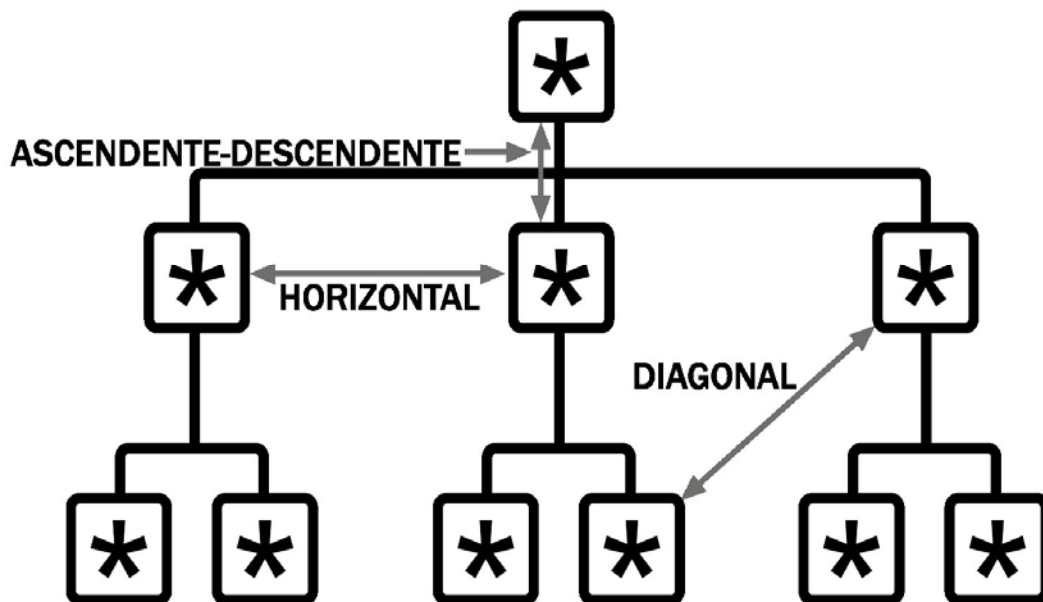 *
ASCENDENTE-DESCENDENTE
* * *
HORIZONTAL
DIAGONAL
* * * * * *